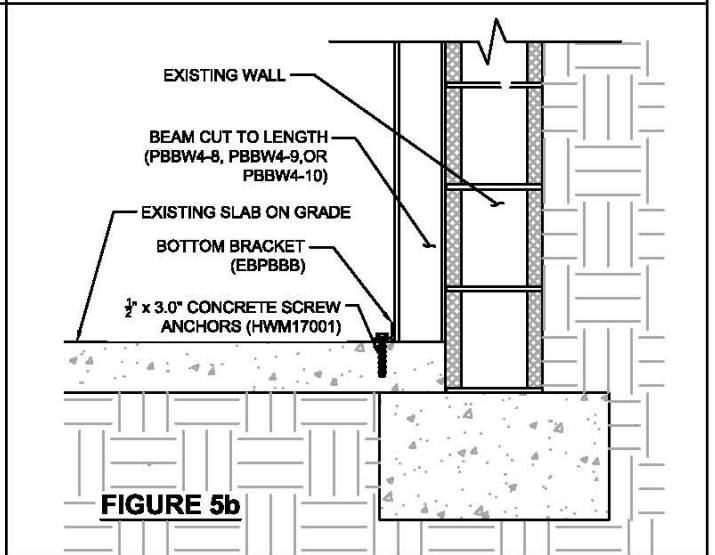 EXISTING WALL
BEAM CUT TO LENGTH
(PBBW4-8, PBBW4-9,OR
PBBW4-10)
EXISTING SLAB ON GRADE
BOTTOM BRACKET
(EBPBBB)
½" x 3.0" CONCRETE SCREW
ANCHORS (HWM17001)
FIGURE 5b